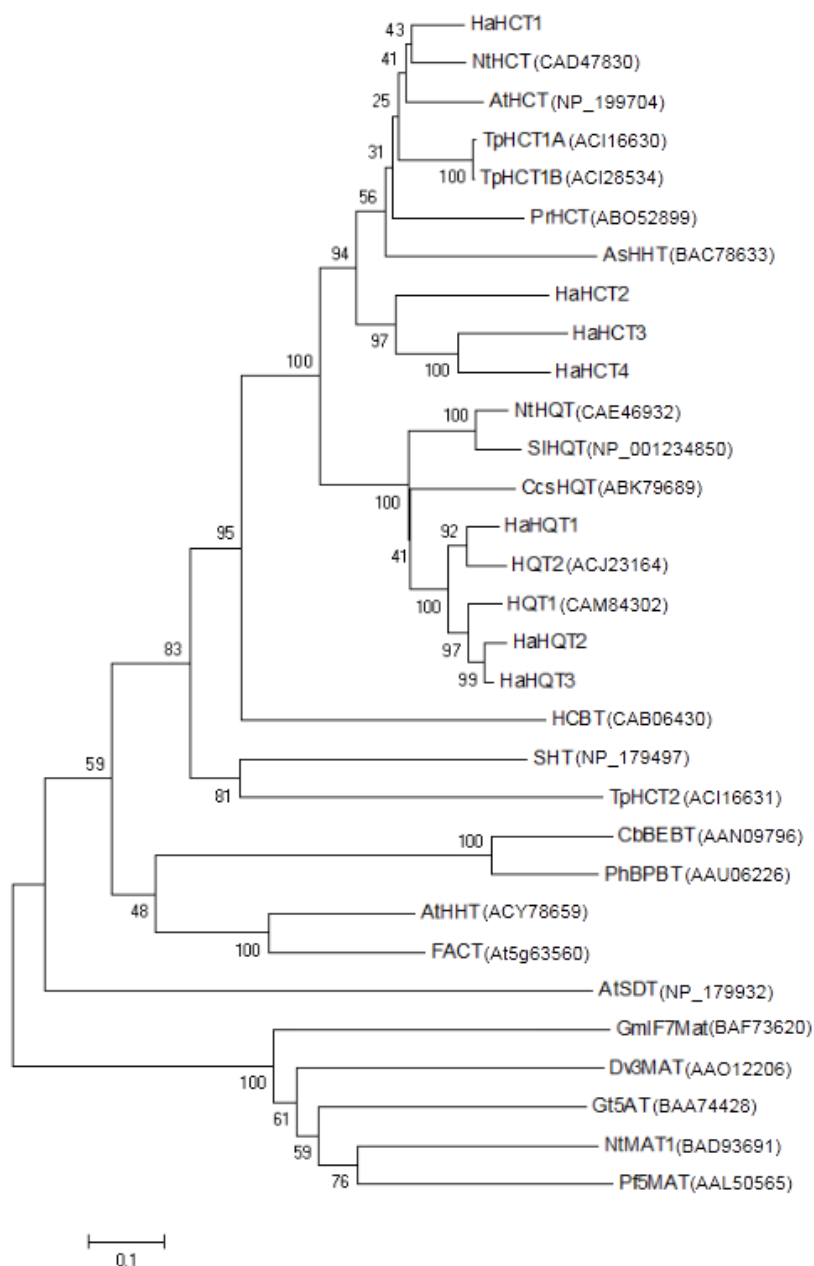 HaHCT1
43
NtHCT(CAD47830)
41
AtHCT(NP_199704)
25
TpHCT1A(ACI16630)
31
TpHCT1B(ACI28534)
100
56
PrHCT(ABO52899)
94
AsHHT(BAC78633)
HaHCT2
97
HaHCT3
100
HaHCT4
100
NtHQT(CAE46932)
100
SlHQT(NP_001234850)
CcsHQT(ABK79689)
100
HaHQT1
92
95
41
HQT2(ACJ23164)
100
HQT1(CAM84302)
97
HaHQT2
83
99
HaHQT3
HCBT(CAB06430)
59
SHT(NP_179497)
81
TpHCT2(ACI16631)
100
CbBEBT(AAN09796)
PhBPBT(AAU06226)
48
AtHHT(ACY78659)
100
FACT(At5g63560)
AtSDT(NP_179932)
GmIF7Mat(BAF73620)
100
Dv3MAT(AAO12206)
61
Gt5AT(BAA74428)
59
NtMAT1(BAD93691)
76
Pf5MAT(AAL50565)
0.1